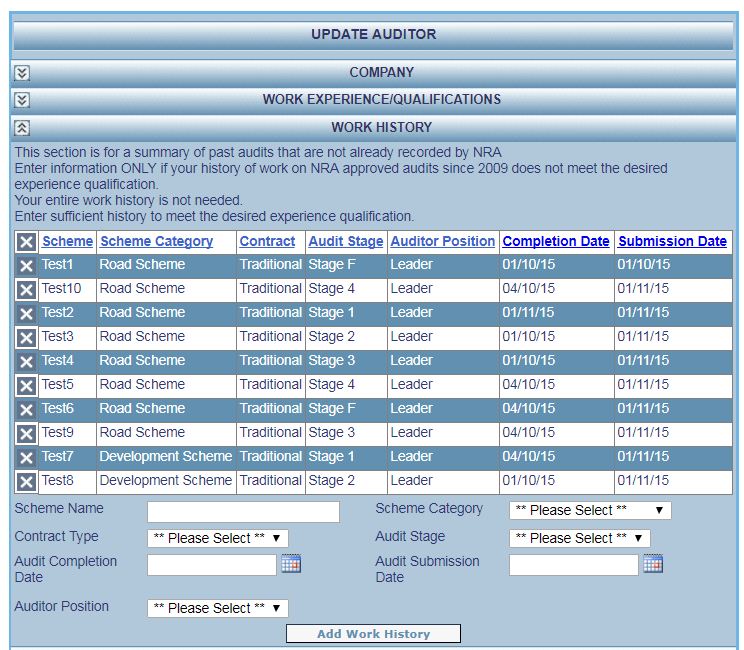 UPDATE AUDITOR
COMPANY
WORK EXPERIENCE/QUALIFICATIONS
WORK HISTORY
This section is for a summary of past audits that are not already recorded by NRA
Enter information ONLY if your history of work on NRA approved audits since 2009 does not meet the desired
experience qualification.
Your entire work history is not needed.
Enter sufficient history to meet the desired experience qualification.
Scheme Scheme Category Contract Audit Stage Auditor Position Completion Date Submission Date
Test1 Road Scheme Traditional Stage F Leader 01/10/15 01/10/15
Test10 Road Scheme Traditional Stage 4 Leader 04/10/15 01/11/15
Test2 Road Scheme Traditional Stage 1 Leader 01/11/15 01/11/15
Test3 Road Scheme Traditional Stage 2 Leader 01/10/15 01/11/15
Test4 Road Scheme Traditional Stage 3 Leader 01/10/15 01/11/15
Test5 Road Scheme Traditional Stage 4 Leader 04/10/15 01/11/15
Test6 Road Scheme Traditional Stage F Leader 04/10/15 01/11/15
Test9 Road Scheme Traditional Stage 3 Leader 01/10/15 01/11/15
Test7 Development Scheme Traditional Stage 1 Leader 04/10/15 01/11/15
Test8 Development Scheme Traditional Stage 2 Leader 01/10/15 01/11/15
Scheme Name Scheme Category ** Please Select **
Contract Type ** Please Select ** Audit Stage ** Please Select **
Audit Completion Audit Submission
Date Date
Auditor Position ** Please Select **
Add Work History